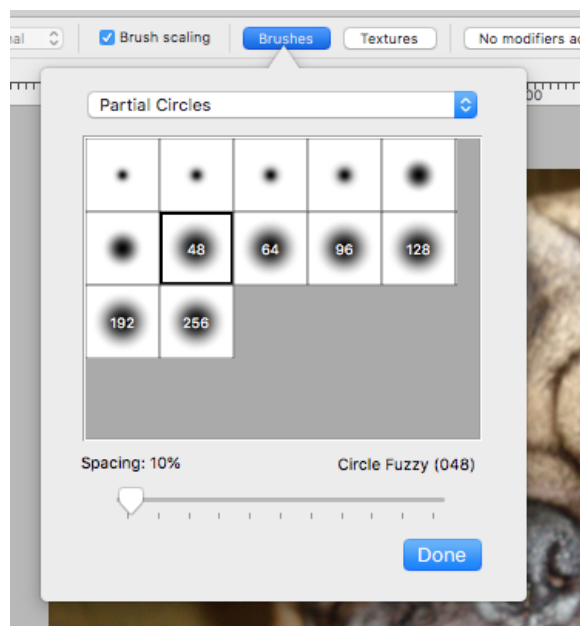 Brush scaling
Brushes
Textures
No modifiers
Partial Circles
48
64
96
128
192
256
Spacing: 10%
Circle Fuzzy (048)
Done